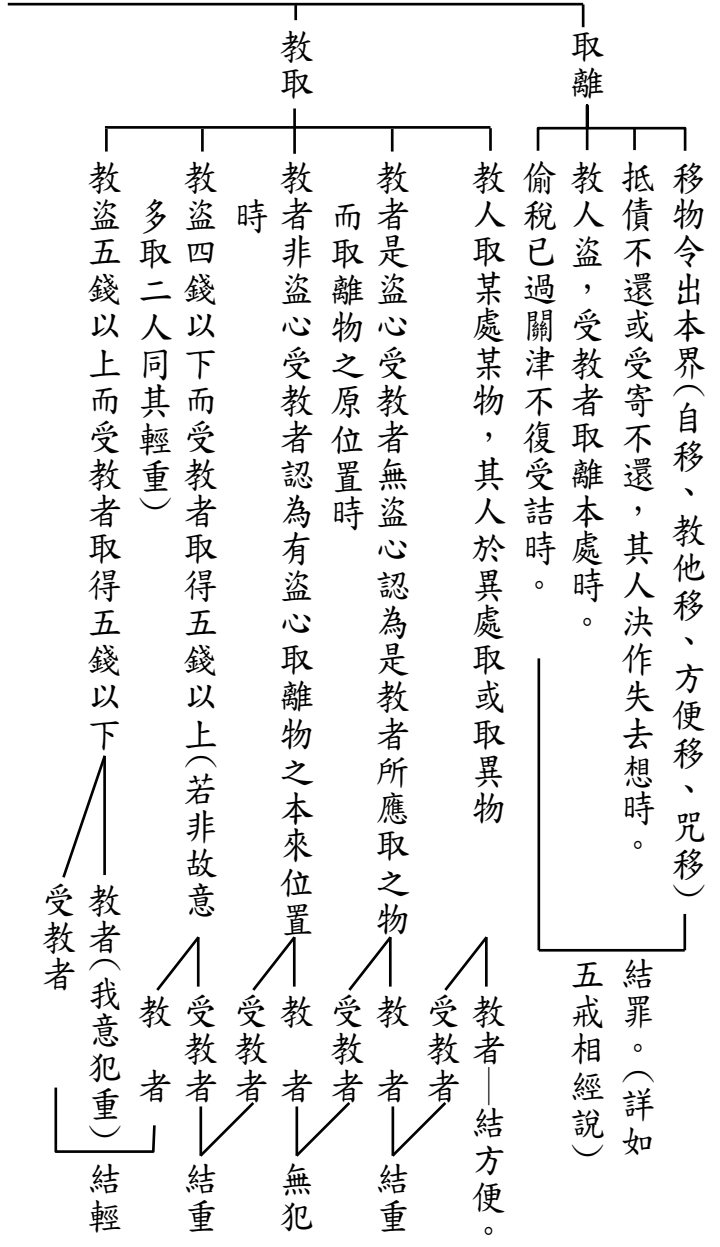 取離
移物令出本界(自移、教他移、方便移、咒移)
抵債不還或受寄不還,其人決作失去想時。
教人盜,受教者取離本處時。
偷稅已過關津不復受詰時。
結罪。(詳如
五戒相經說)
教取
教人取某處某物,其人於異處取或取異物
教者—結方便。
受教者
教者是盜心受教者無盜心認為是教者所應取之物
而取離物之原位置時
教 者
結重
受教者
教者非盜心受教者認為有盜心取離物之本來位置
時
教 者
無犯
受教者
教盜四錢以下而受教者取得五錢以上(若非故意
多取二人同其輕重)
受教者
結重
教 者
教盜五錢以上而受教者取得五錢以下
教者(我意犯重)
受教者
結輕